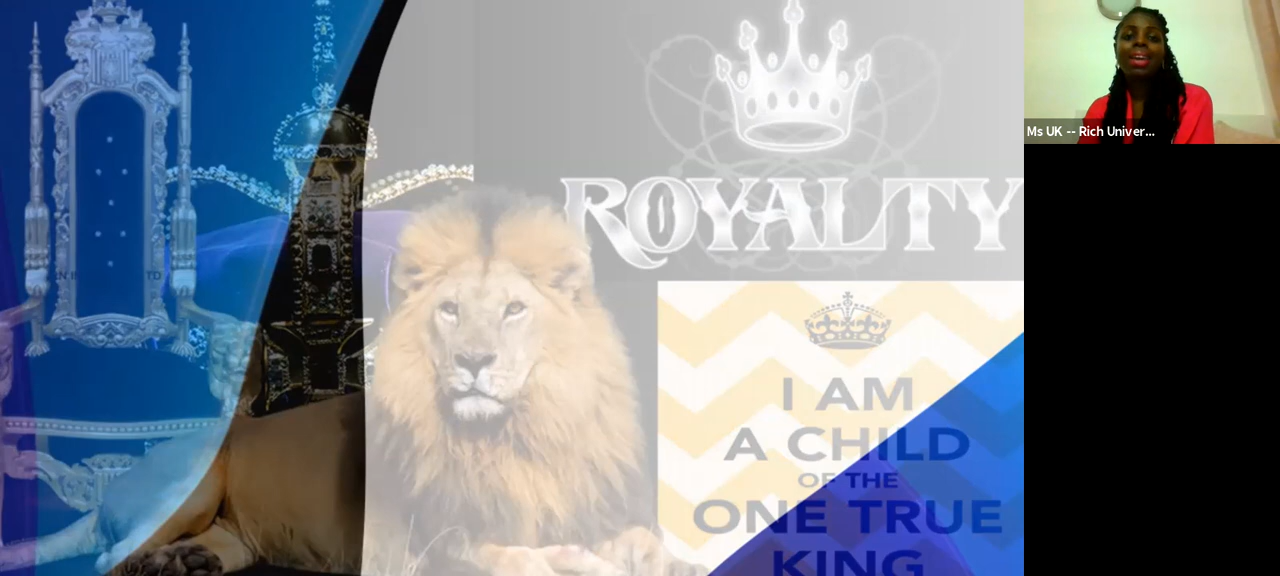 ROYALTY
I AM
A CHILD
OF THE
ONE TRUE
KING
Ms UK -- Rich Univer...